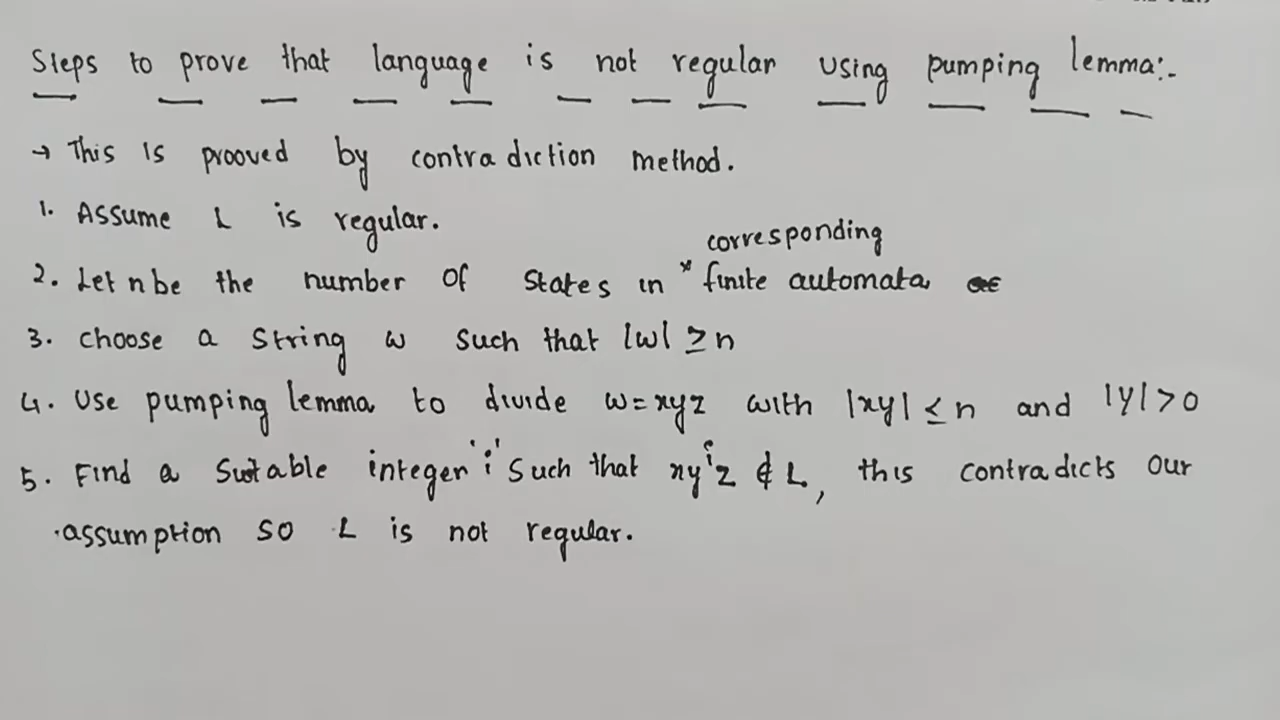 Steps to prove that language is not regular using pumping lemma:-
→ This is prooved by contradiction method.
1. Assume L is regular.
corresponding
2. Let n be the number of states in * finite automata
3. choose a string w such that |w| ≥ n
4. Use pumping lemma to divide w=xyz with |xy| ≤ n and |y|>0
5. Find a suitable integer 'i' such that xyⁱz ∉ L, this contradicts our
assumption so L is not regular.